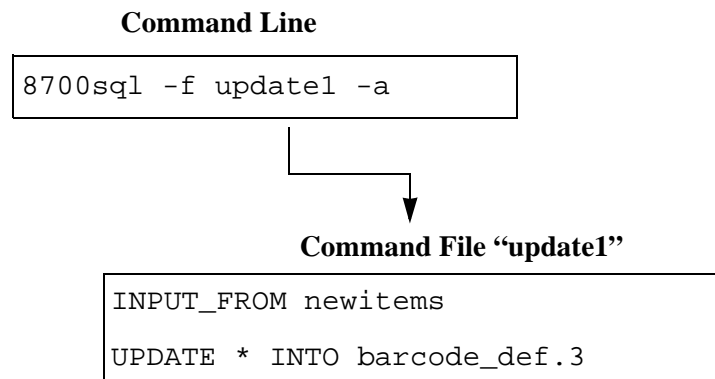 Command Line
8700sql -f update1 -a
Command File “update1”
INPUT_FROM newitems
UPDATE * INTO barcode_def.3